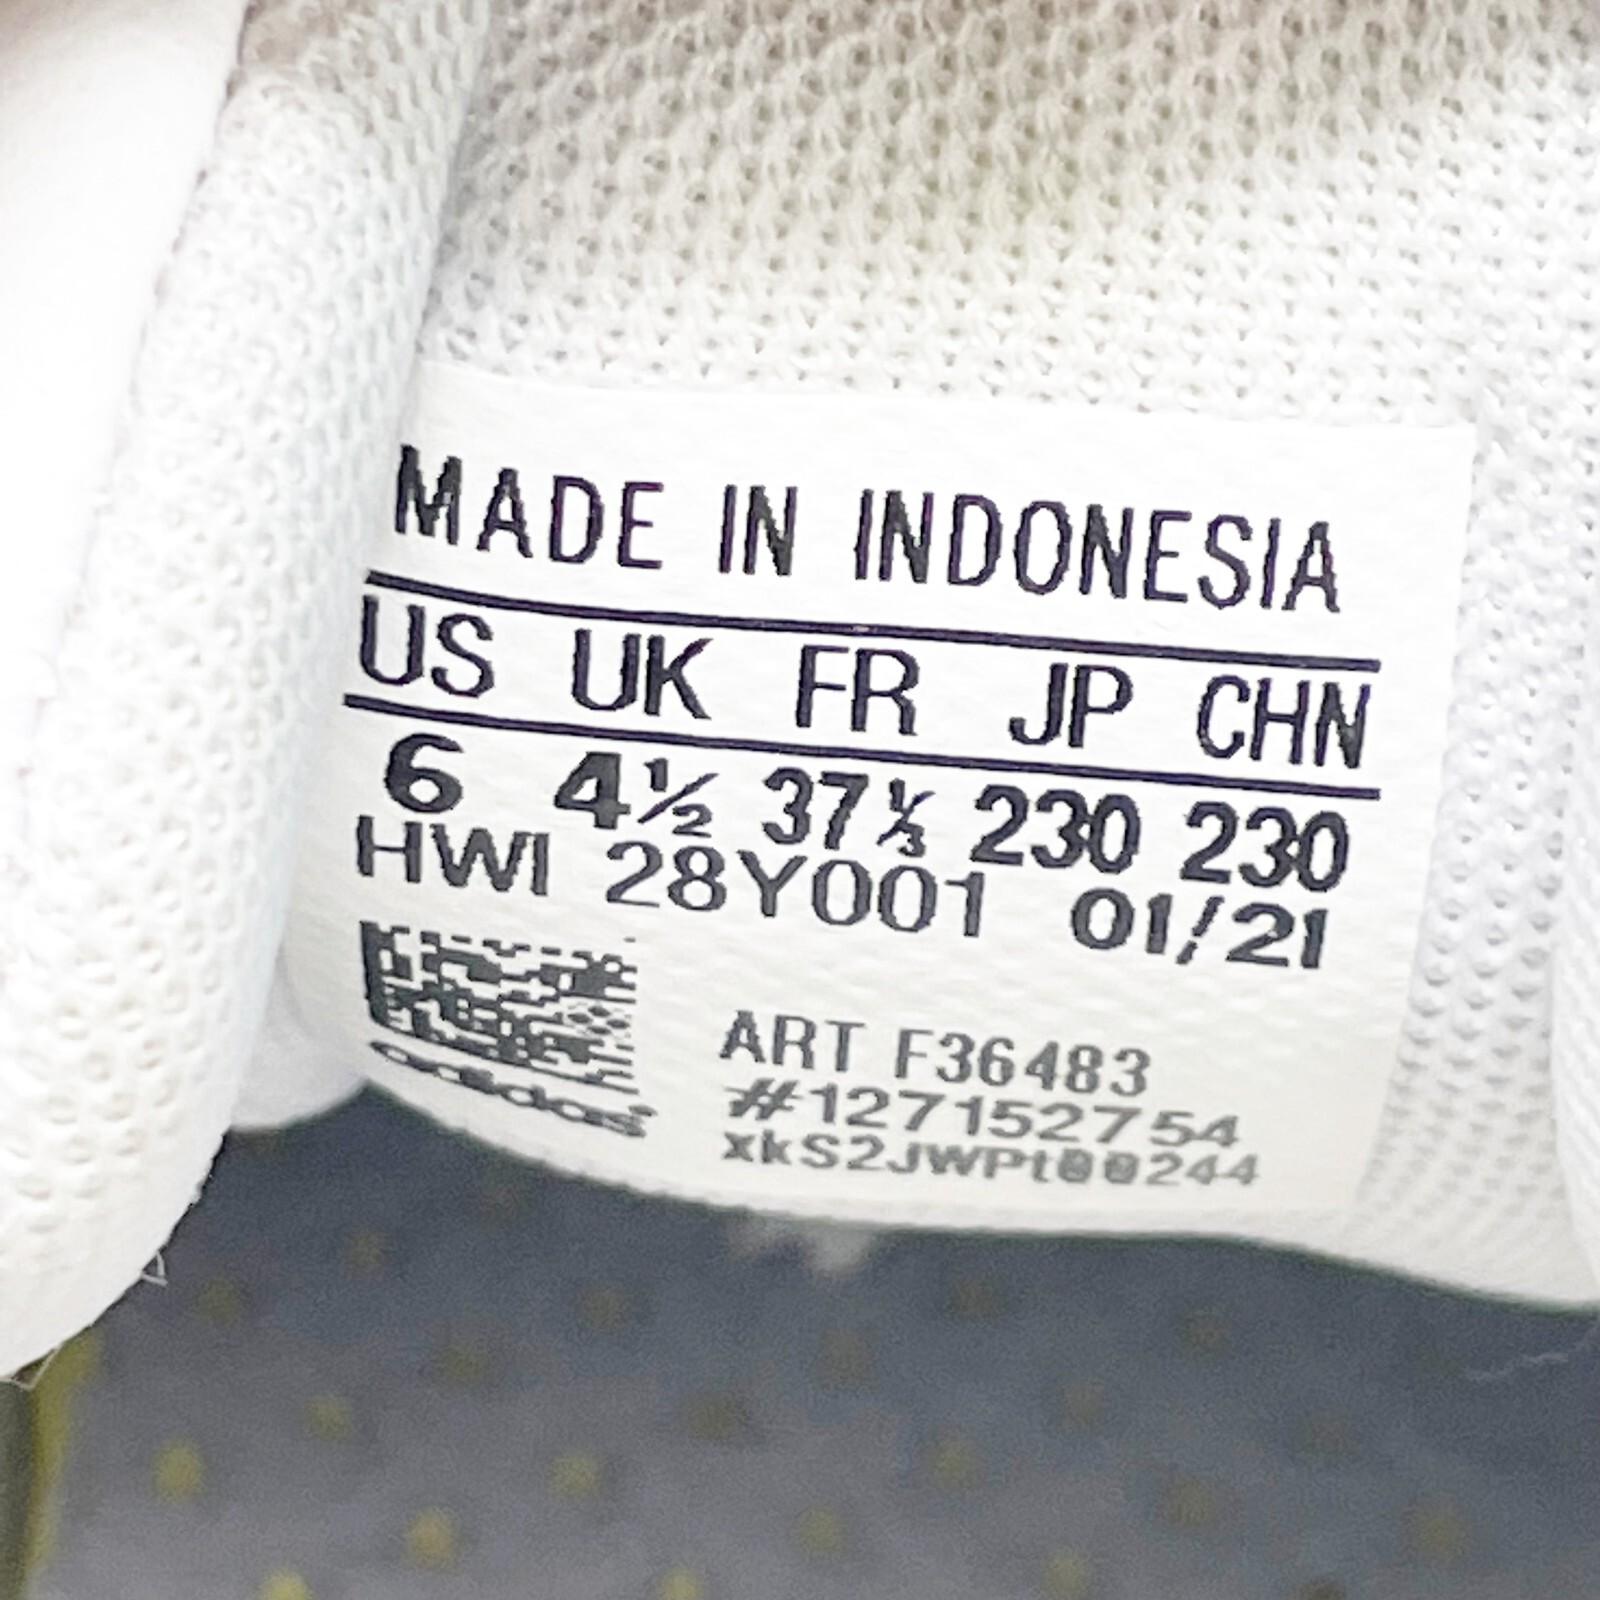 MADE IN INDONESIA
US UK FR JP CHN
6 4½ 37⅓ 230 230
HWI 28Y001 01/21
adidas
ART F36483
#127152754
xkS2JWPt00244